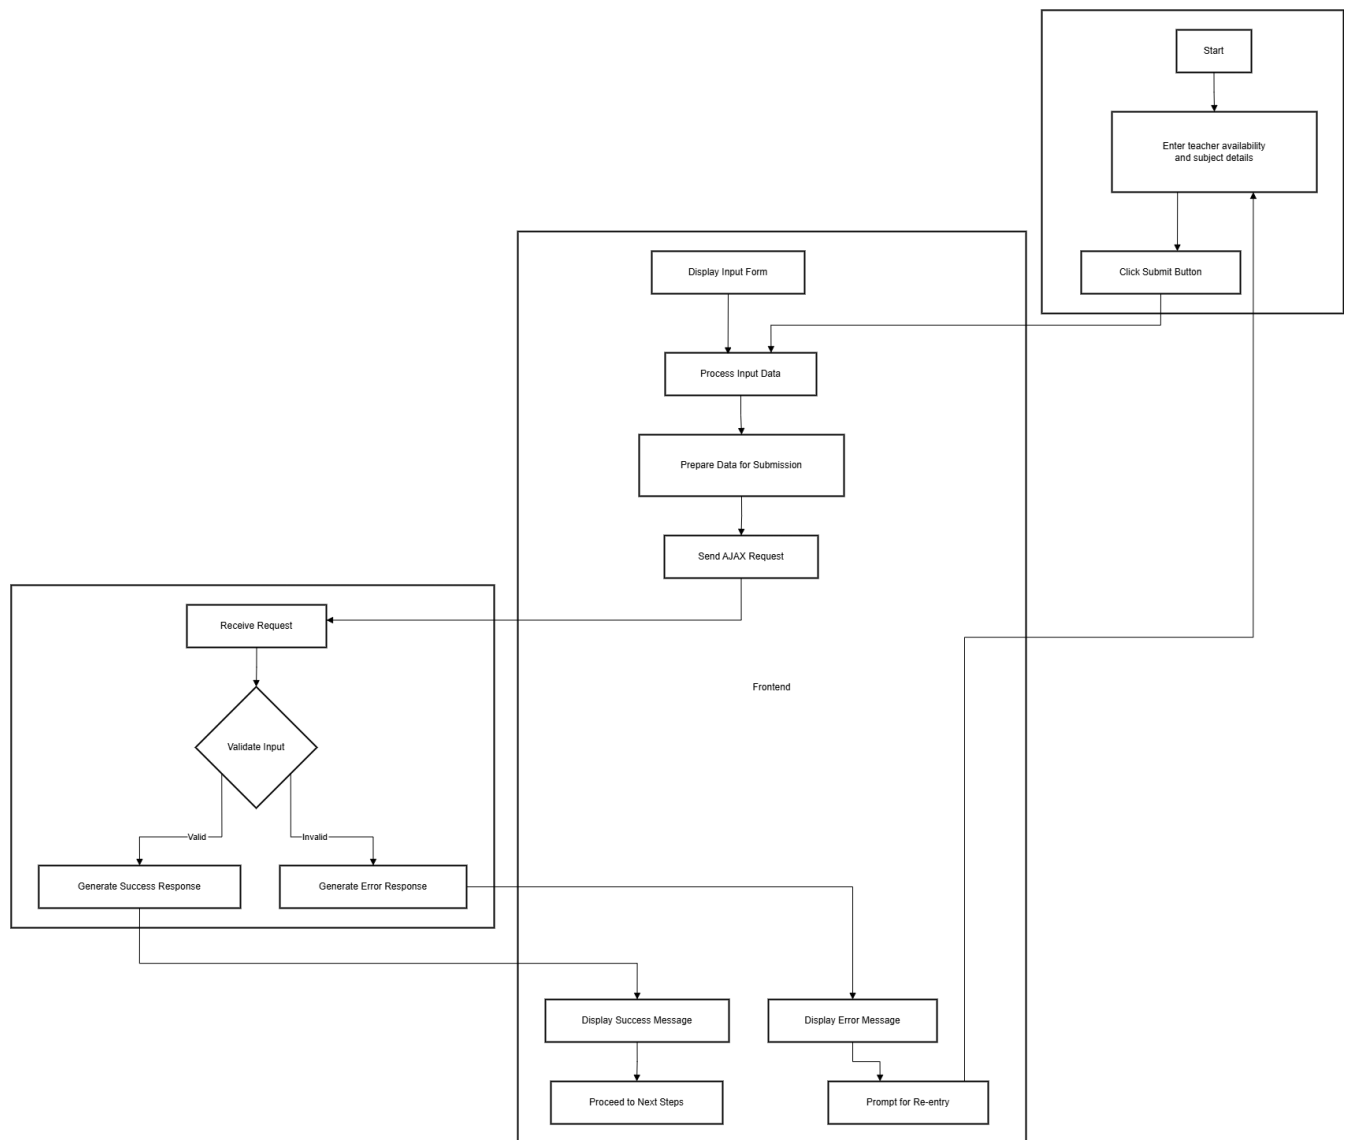 Start
Enter teacher availability
and subject details
Display Input Form
Click Submit Button
Process Input Data
Prepare Data for Submission
Send AJAX Request
Receive Request
Frontend
Validate Input
Valid
Invalid
Generate Success Response
Generate Error Response
Display Success Message
Display Error Message
Proceed to Next Steps
Prompt for Re-entry